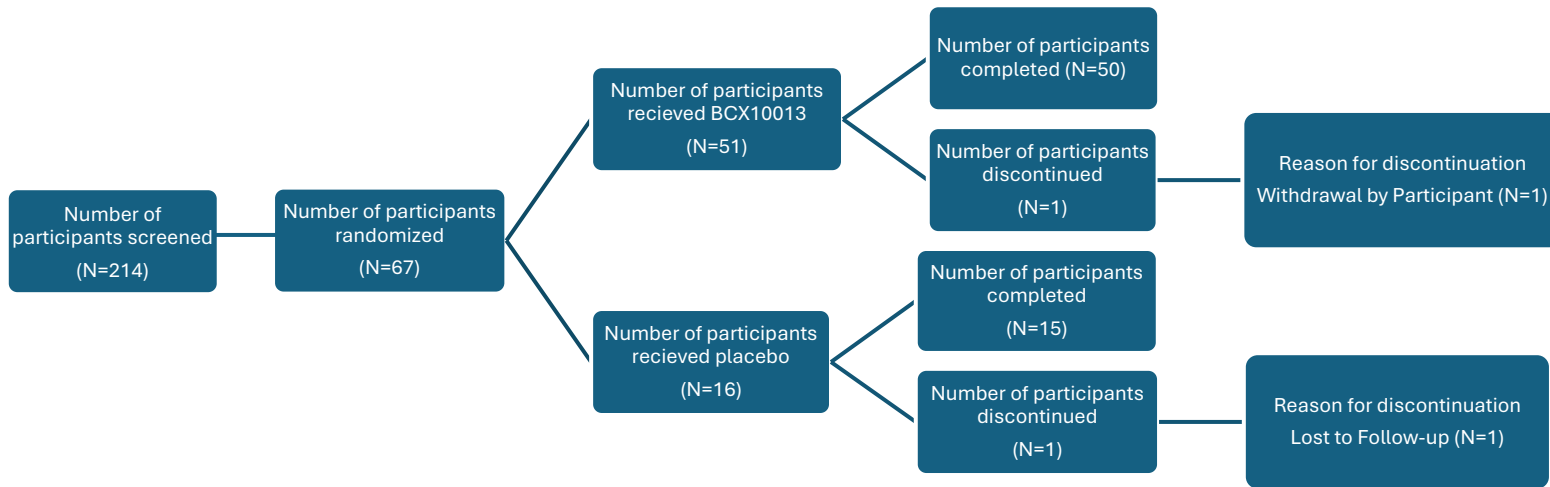 Number of
participants screened
(N=214)
Number of participants
randomized
(N=67)
Number of participants
recieved BCX10013
(N=51)
Number of participants
completed (N=50)
Number of participants
discontinued
(N=1)
Reason for discontinuation
Withdrawal by Participant (N=1)
Number of participants
recieved placebo
(N=16)
Number of participants
completed
(N=15)
Number of participants
discontinued
(N=1)
Reason for discontinuation
Lost to Follow-up (N=1)